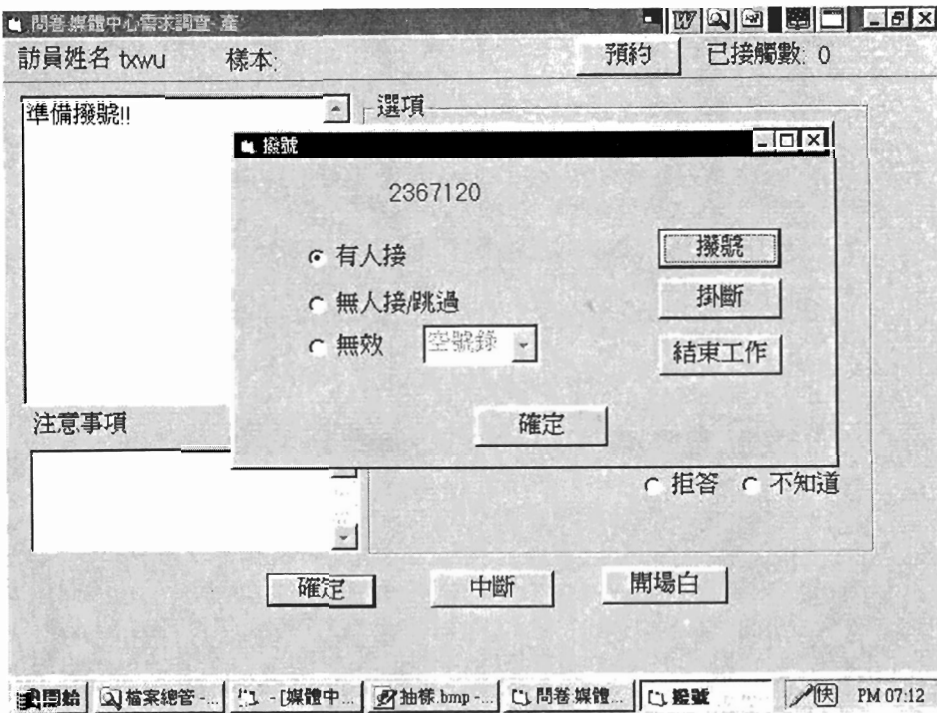 問卷媒體中心需求調查-產
訪員姓名 txwu 樣本: 預約 已接觸數: 0
準備撥號!!
選項
撥號
2367120
有人接 撥號
無人接/跳過 掛斷
無效 空號錄
結束工作
確定
注意事項
拒答 不知道
確定 中斷 開場白
開始 檔案總管 -... - [媒體中... 抽樣.bmp -... 問卷媒體... 撥號 快 PM 07:12